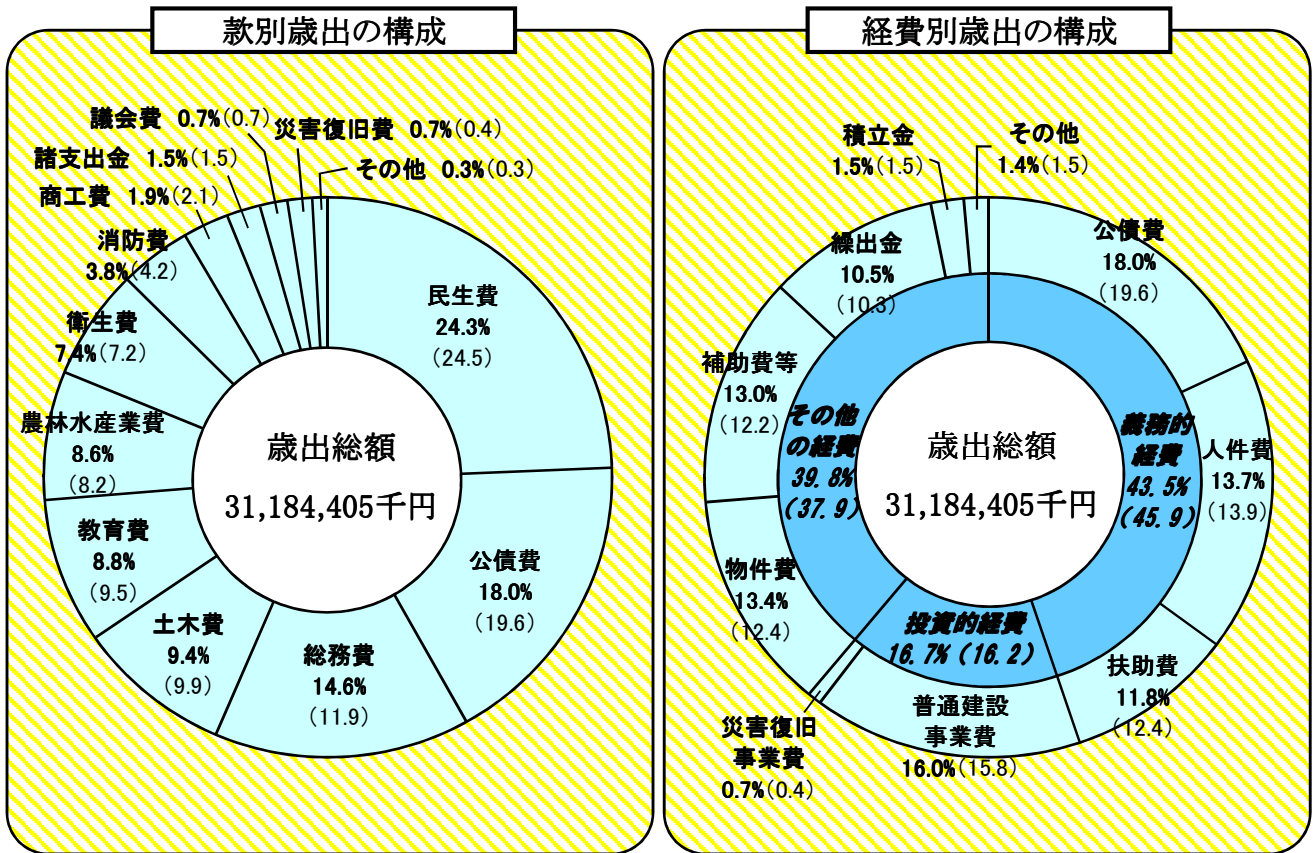 款別歳出の構成
議会費 0.7%(0.7)
災害復旧費 0.7%(0.4)
諸支出金 1.5%(1.5)
その他 0.3%(0.3)
商工費 1.9%(2.1)
消防費
3.8%(4.2)
衛生費
7.4%(7.2)
農林水産業費
8.6%
(8.2)
教育費
8.8%
(9.5)
土木費
9.4%
(9.9)
総務費
14.6%
(11.9)
公債費
18.0%
(19.6)
民生費
24.3%
(24.5)
歳出総額
31,184,405千円
経費別歳出の構成
積立金
1.5%(1.5)
その他
1.4%(1.5)
公債費
18.0%
(19.6)
人件費
13.7%
(13.9)
扶助費
11.8%
(12.4)
普通建設
事業費
16.0%(15.8)
災害復旧
事業費
0.7%(0.4)
物件費
13.4%
(12.4)
補助費等
13.0%
(12.2)
繰出金
10.5%
(10.3)
その他
の経費
39.8%
(37.9)
義務的
経費
43.5%
(45.9)
投資的経費
16.7%(16.2)
歳出総額
31,184,405千円